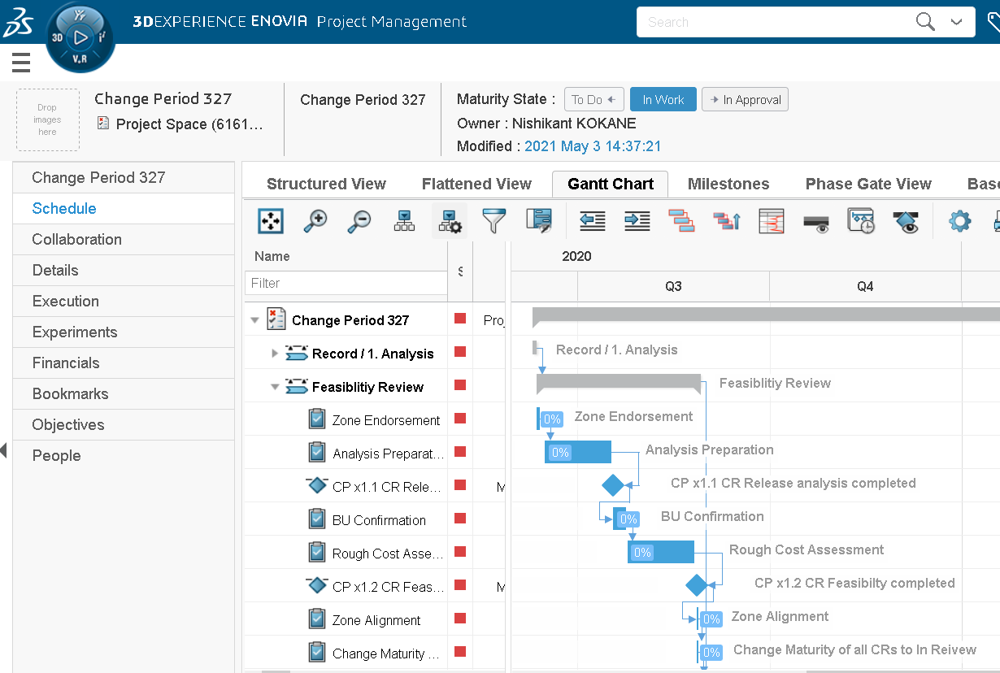 3DEXPERIENCE ENOVIA Project Management
Search
3D
V.R
Drop images here
Change Period 327
Project Space (6161...
Change Period 327
Maturity State :
To Do
In Work
In Approval
Owner : Nishikant KOKANE
Modified : 2021 May 3 14:37:21
Change Period 327
Schedule
Collaboration
Details
Execution
Experiments
Financials
Bookmarks
Objectives
People
Structured View
Flattened View
Gantt Chart
Milestones
Phase Gate View
Base
Name
S
Filter
2020
Q3
Q4
Change Period 327
Proj
Record / 1. Analysis
Record / 1. Analysis
Feasiblitiy Review
Feasiblitiy Review
Zone Endorsement
0%
Zone Endorsement
Analysis Preparat...
0%
Analysis Preparation
CP x1.1 CR Rele...
M
CP x1.1 CR Release analysis completed
BU Confirmation
0%
BU Confirmation
Rough Cost Asse...
0%
Rough Cost Assessment
CP x1.2 CR Feas...
M
CP x1.2 CR Feasibilty completed
Zone Alignment
0%
Zone Alignment
Change Maturity ...
0%
Change Maturity of all CRs to In Reivew